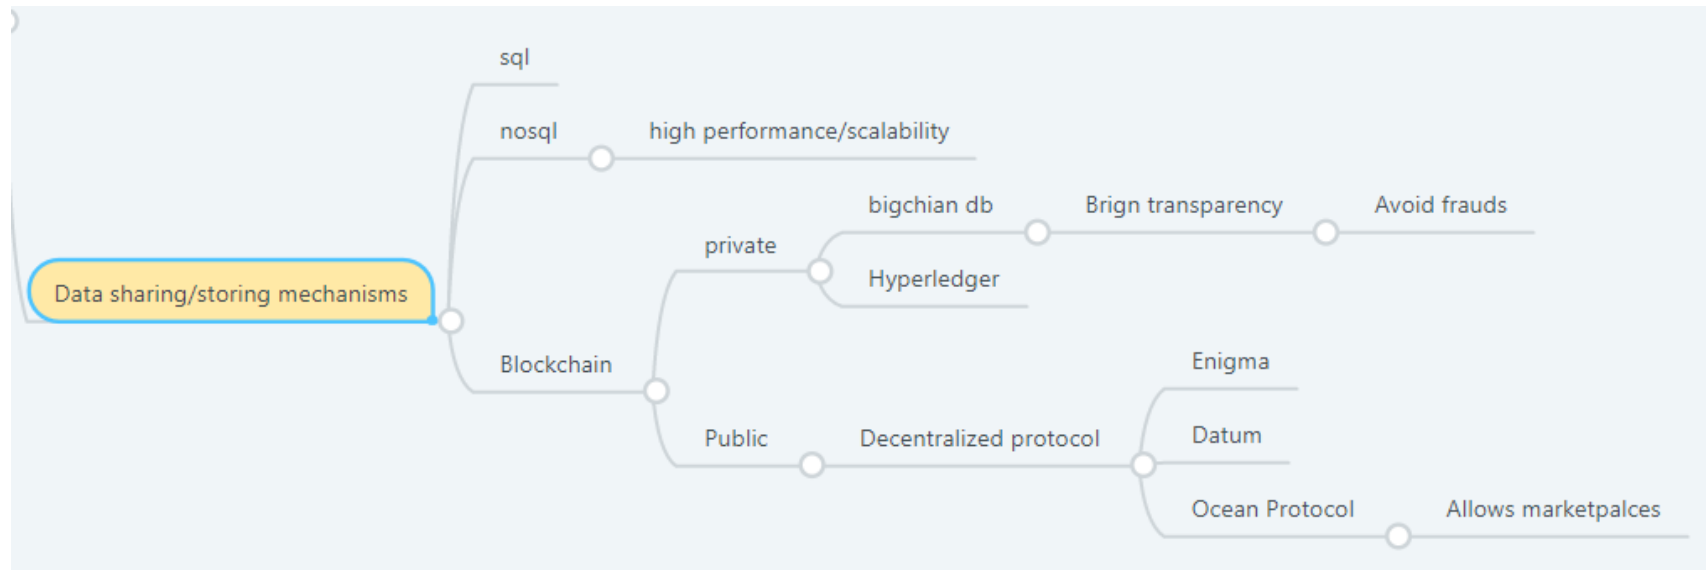 sql
nosql
high performance/scalability
bigchian db
Brign transparency
Avoid frauds
private
Hyperledger
Data sharing/storing mechanisms
Blockchain
Enigma
Public
Decentralized protocol
Datum
Ocean Protocol
Allows marketpalces